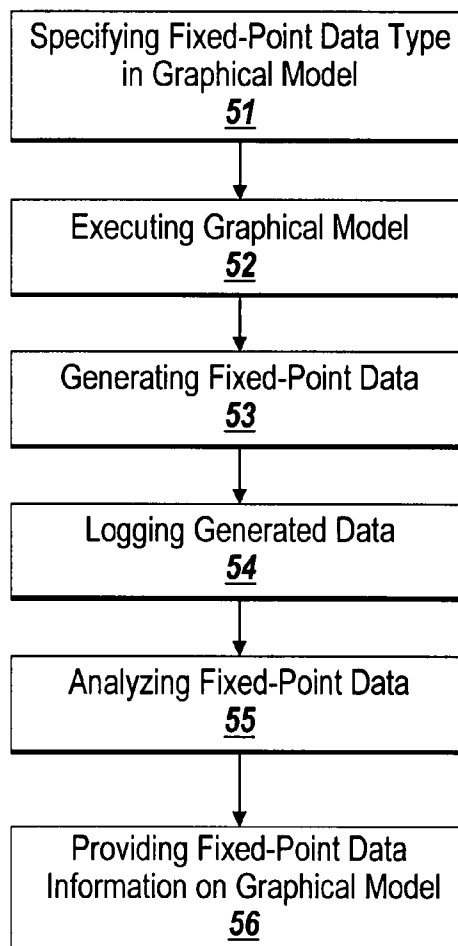 Specifying Fixed-Point Data Type
in Graphical Model
51
Executing Graphical Model
52
Generating Fixed-Point Data
53
Logging Generated Data
54
Analyzing Fixed-Point Data
55
Providing Fixed-Point Data
Information on Graphical Model
56